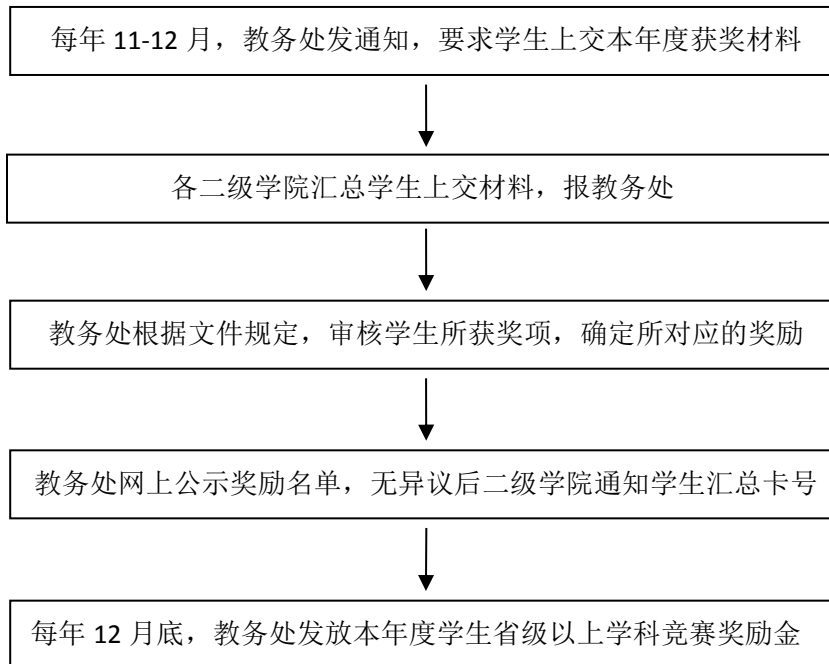 每年 11-12 月，教务处发通知，要求学生上交本年度获奖材料
各二级学院汇总学生上交材料，报教务处
教务处根据文件规定，审核学生所获奖项，确定所对应的奖励
教务处网上公示奖励名单，无异议后二级学院通知学生汇总卡号
每年 12 月底，教务处发放本年度学生省级以上学科竞赛奖励金